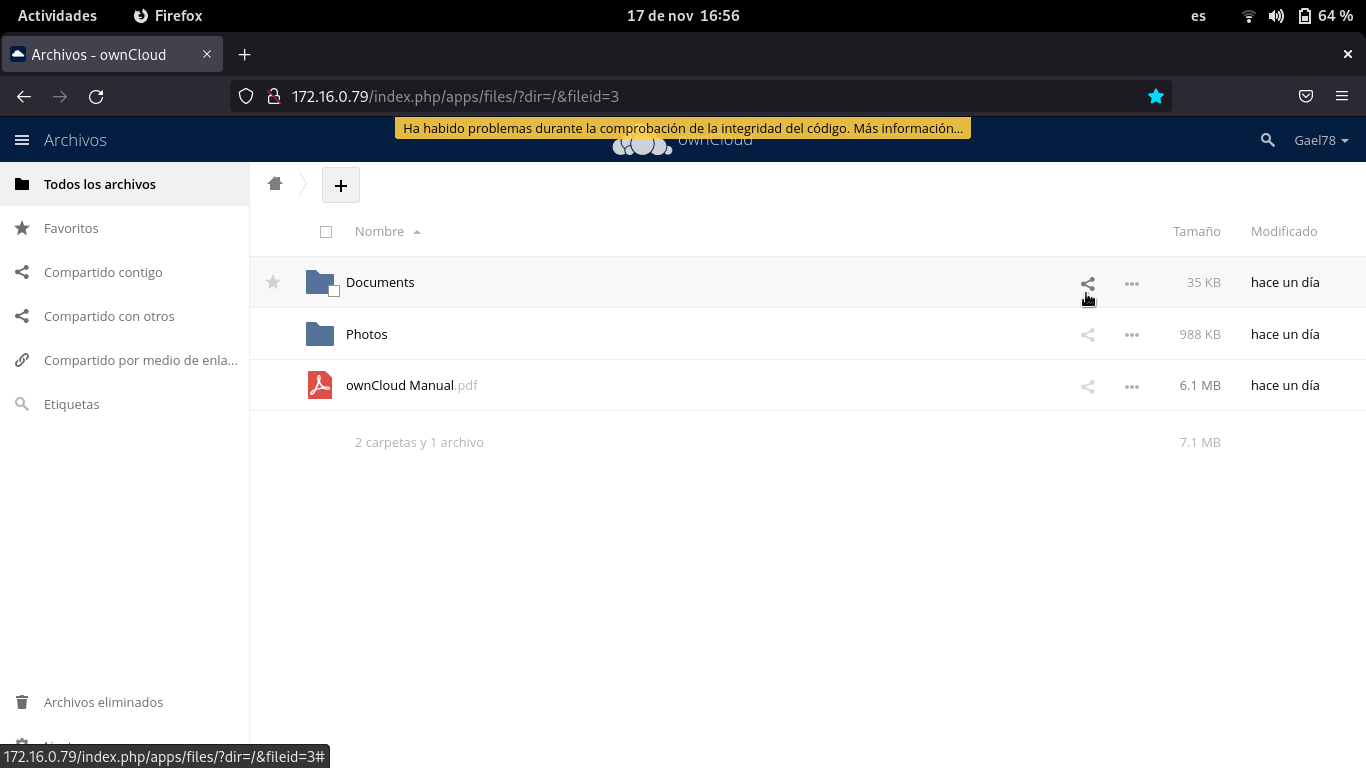 Actividades Firefox 17 de nov 16:56 es 64 %
Archivos - ownCloud
172.16.0.79/index.php/apps/files/?dir=/&fileid=3
Ha habido problemas durante la comprobación de la integridad del código. Más información...
Archivos ownCloud Gael78
Todos los archivos
Favoritos
Compartido contigo
Compartido con otros
Compartido por medio de enla...
Etiquetas
Nombre Tamaño Modificado
Documents 35 KB hace un día
Photos 988 KB hace un día
ownCloud Manual.pdf 6.1 MB hace un día
2 carpetas y 1 archivo 7.1 MB
Archivos eliminados
172.16.0.79/index.php/apps/files/?dir=/&fileid=3#